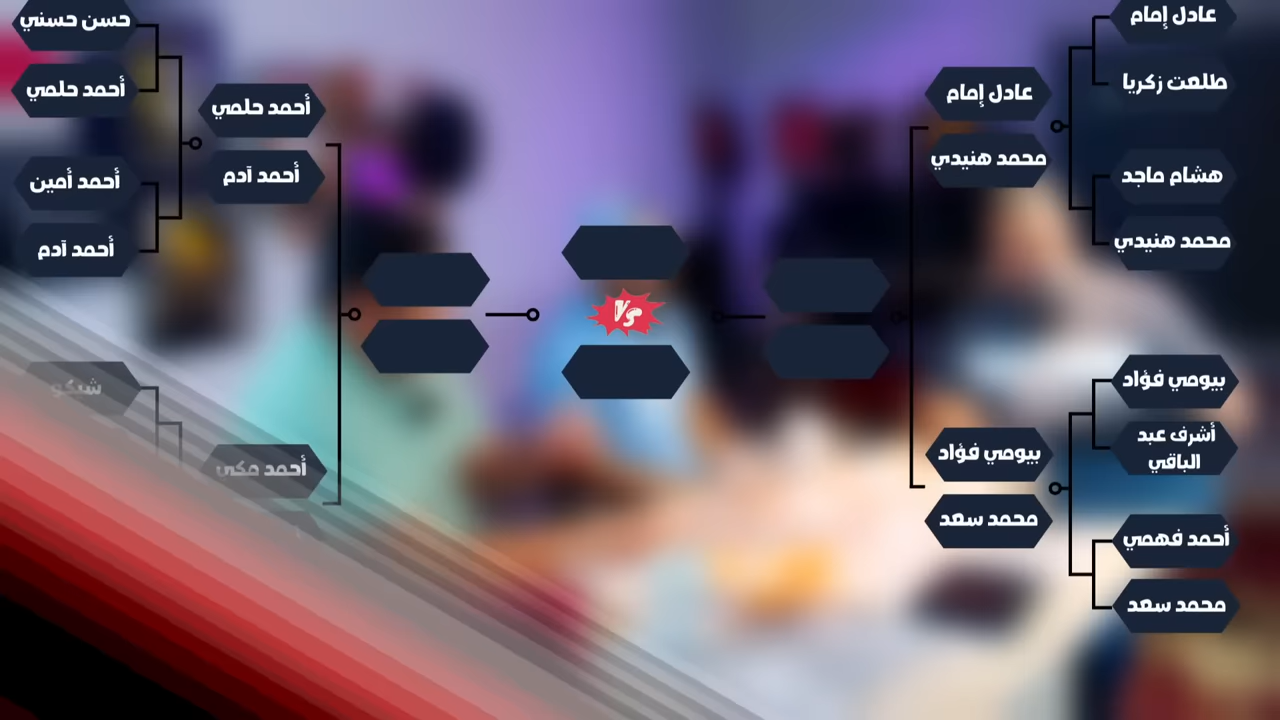 عادل إمام
طلعت زكريا
هشام ماجد
محمد هنيدي
بيومي فؤاد
أشرف عبد
الباقي
أحمد فهمي
محمد سعد
عادل إمام
محمد هنيدي
بيومي فؤاد
محمد سعد
VS
أحمد حلمي
أحمد آدم
أحمد مكي
حسن حسني
أحمد حلمي
أحمد أمين
أحمد آدم
شيكو